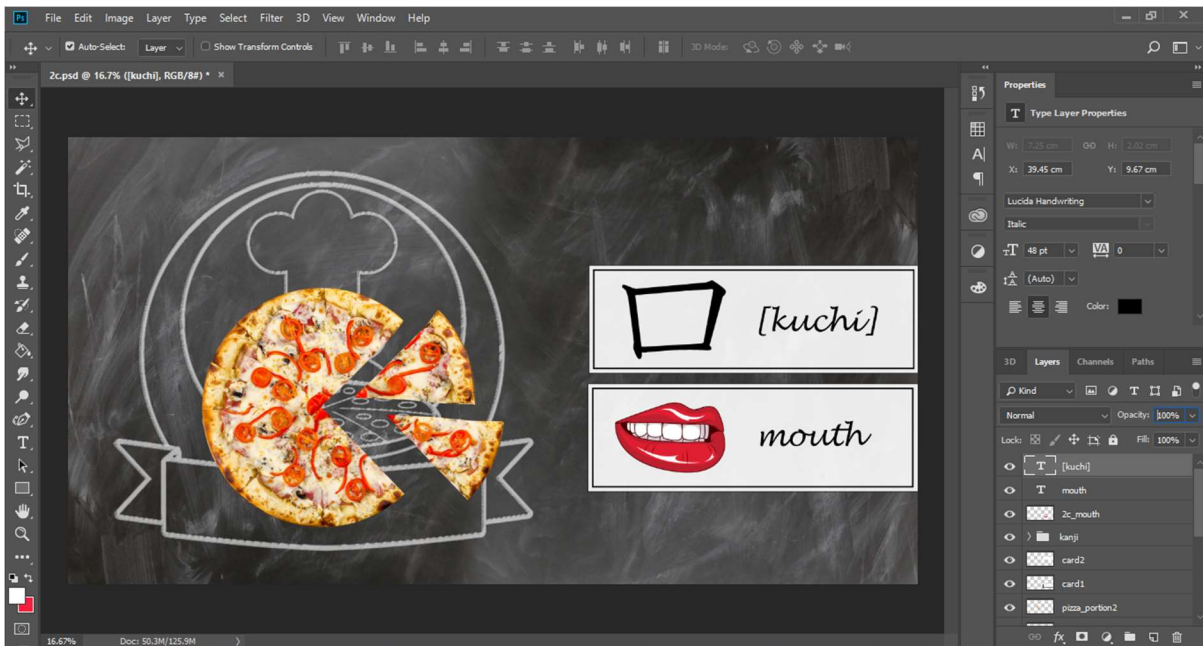 Ps File Edit Image Layer Type Select Filter 3D View Window Help
Auto-Select: Layer Show Transform Controls 3D Mode:
2c.psd @ 16.7% ([kuchi], RGB/8#) * ×
Properties
T Type Layer Properties
W: 7.25 cm H: 2.02 cm
X: 39.45 cm Y: 9.67 cm
Lucida Handwriting
Italic
48 pt VA 0
(Auto)
Color:
[kuchi]
mouth
3D Layers Channels Paths
Kind
Normal Opacity: 100%
Lock: Fill: 100%
T [kuchi]
T mouth
2c_mouth
kanji
card2
card1
pizza_portion2
fx
16.67% Doc: 50.3M/125.9M